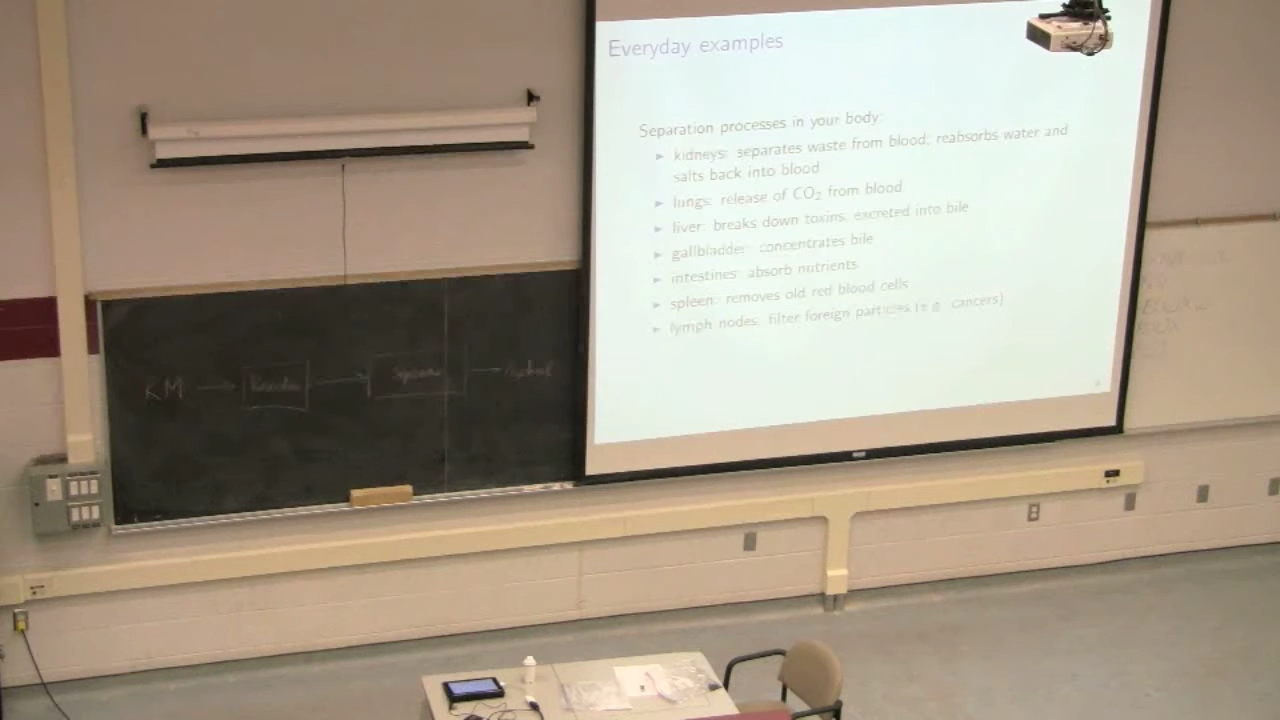 Everyday examples
Separation processes in your body:
▸ kidneys: separates waste from blood; reabsorbs water and
salts back into blood
▸ lungs: release of CO₂ from blood
▸ liver: breaks down toxins, excreted into bile
▸ gallbladder: concentrates bile
▸ intestines: absorb nutrients
▸ spleen: removes old red blood cells
▸ lymph nodes: filter foreign particles (e.g. cancers)
RM